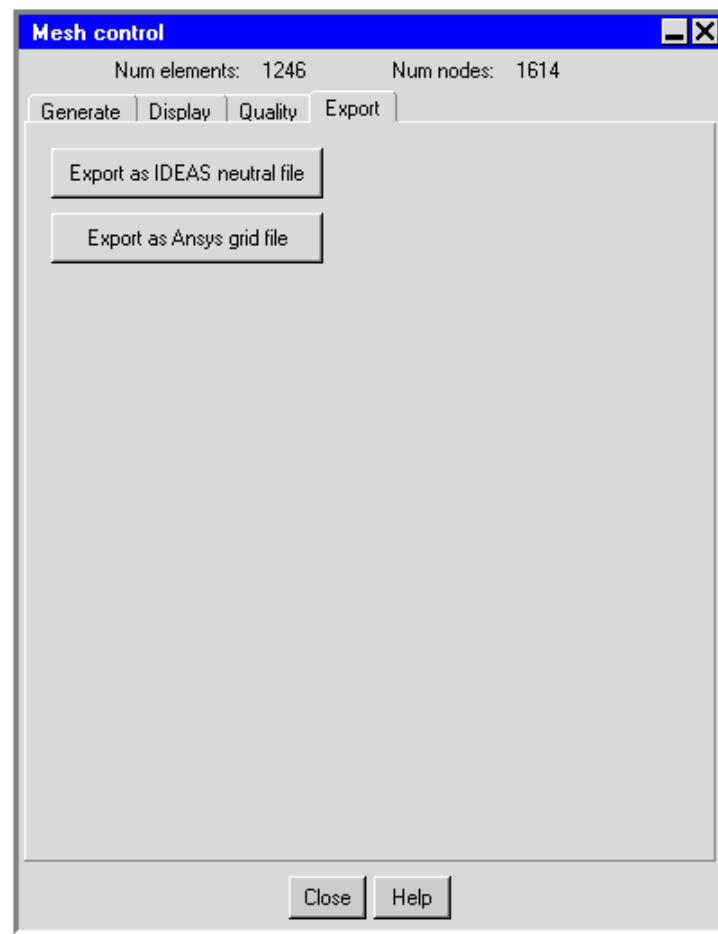 Mesh control
Num elements: 1246 Num nodes: 1614
Generate Display Quality Export
Export as IDEAS neutral file
Export as Ansys grid file
Close Help